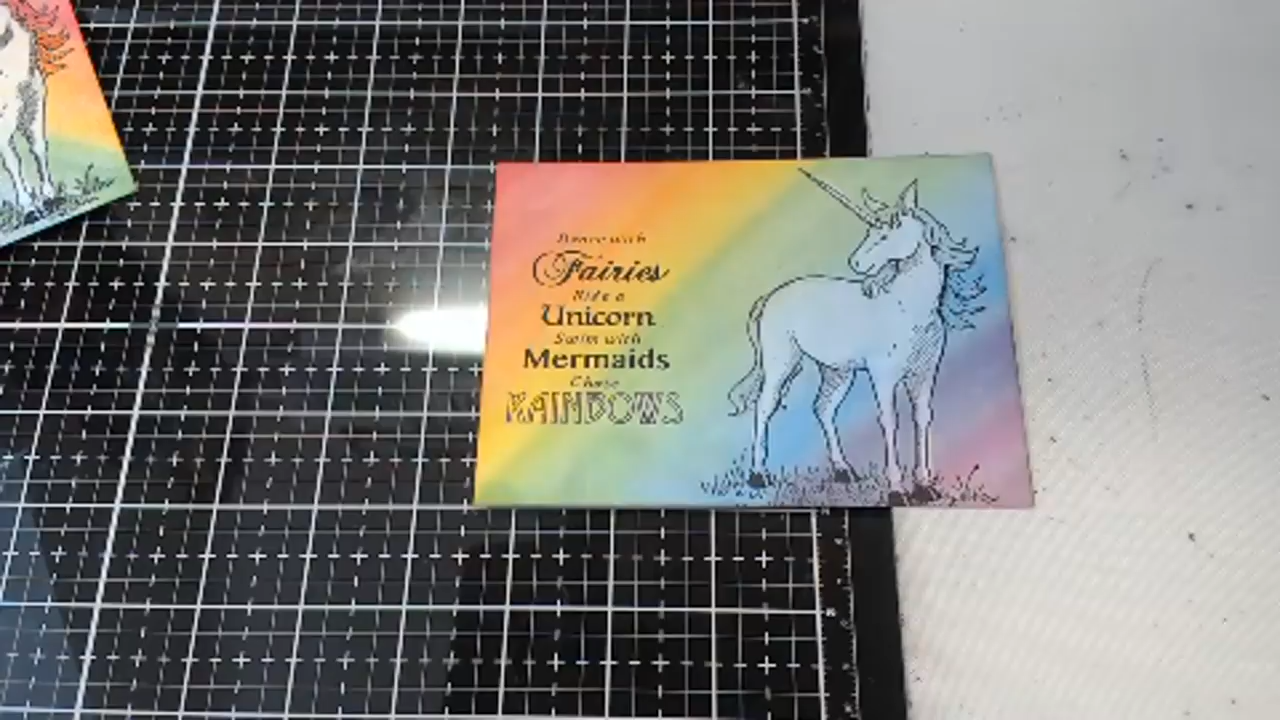 Dance with
Fairies
Ride a
Unicorn
Swim with
Mermaids
Chase
RAINBOWS